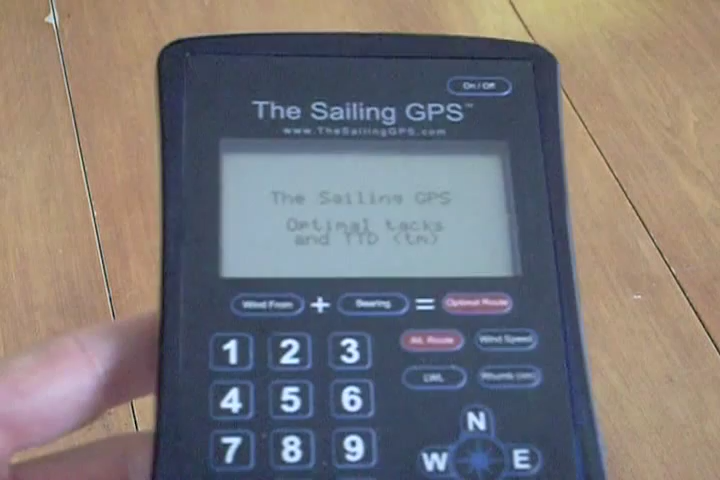 On / Off
The Sailing GPS™
www.TheSailingGPS.com
The Sailing GPS
Optimal tacks
and TTD (tm)
Wind From + Bearing = Optimal Route
1 2 3 Alt. Route Wind Speed
4 5 6 LWL
7 8 9
N
W E